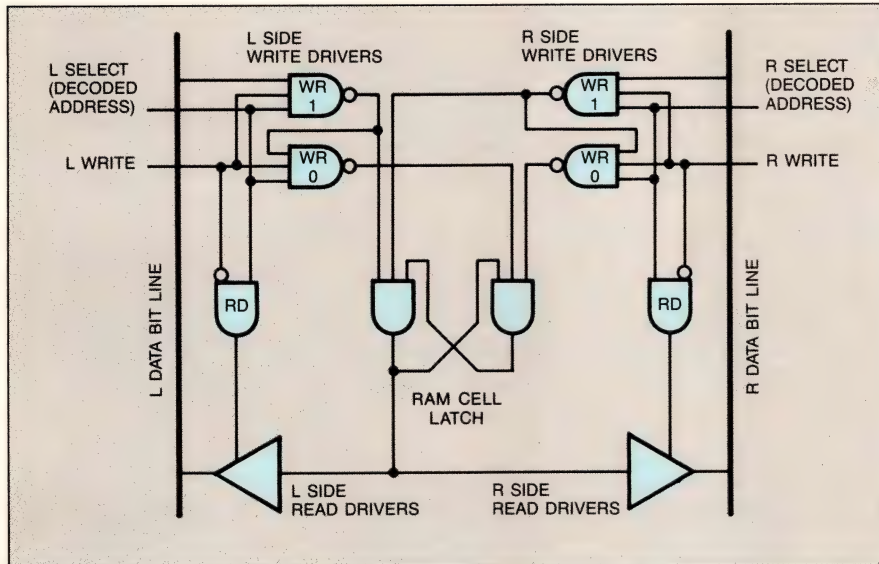 L SIDE
WRITE DRIVERS
R SIDE
WRITE DRIVERS
L SELECT
(DECODED
ADDRESS)
R SELECT
(DECODED
ADDRESS)
WR
1
WR
1
L WRITE
WR
0
WR
0
R WRITE
RD
RD
L DATA BIT LINE
R DATA BIT LINE
RAM CELL
LATCH
L SIDE
READ DRIVERS
R SIDE
READ DRIVERS